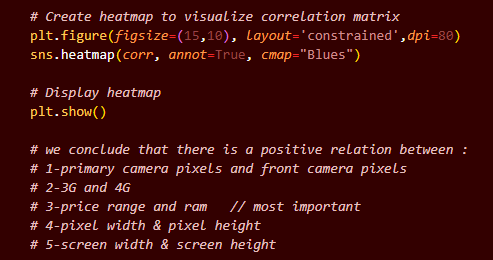 # Create heatmap to visualize correlation matrix
plt.figure(figsize=(15,10), layout='constrained',dpi=80)
sns.heatmap(corr, annot=True, cmap="Blues")
# Display heatmap
plt.show()
# we conclude that there is a positive relation between :
# 1-primary camera pixels and front camera pixels
# 2-3G and 4G
# 3-price range and ram   // most important
# 4-pixel width & pixel height
# 5-screen width & screen height